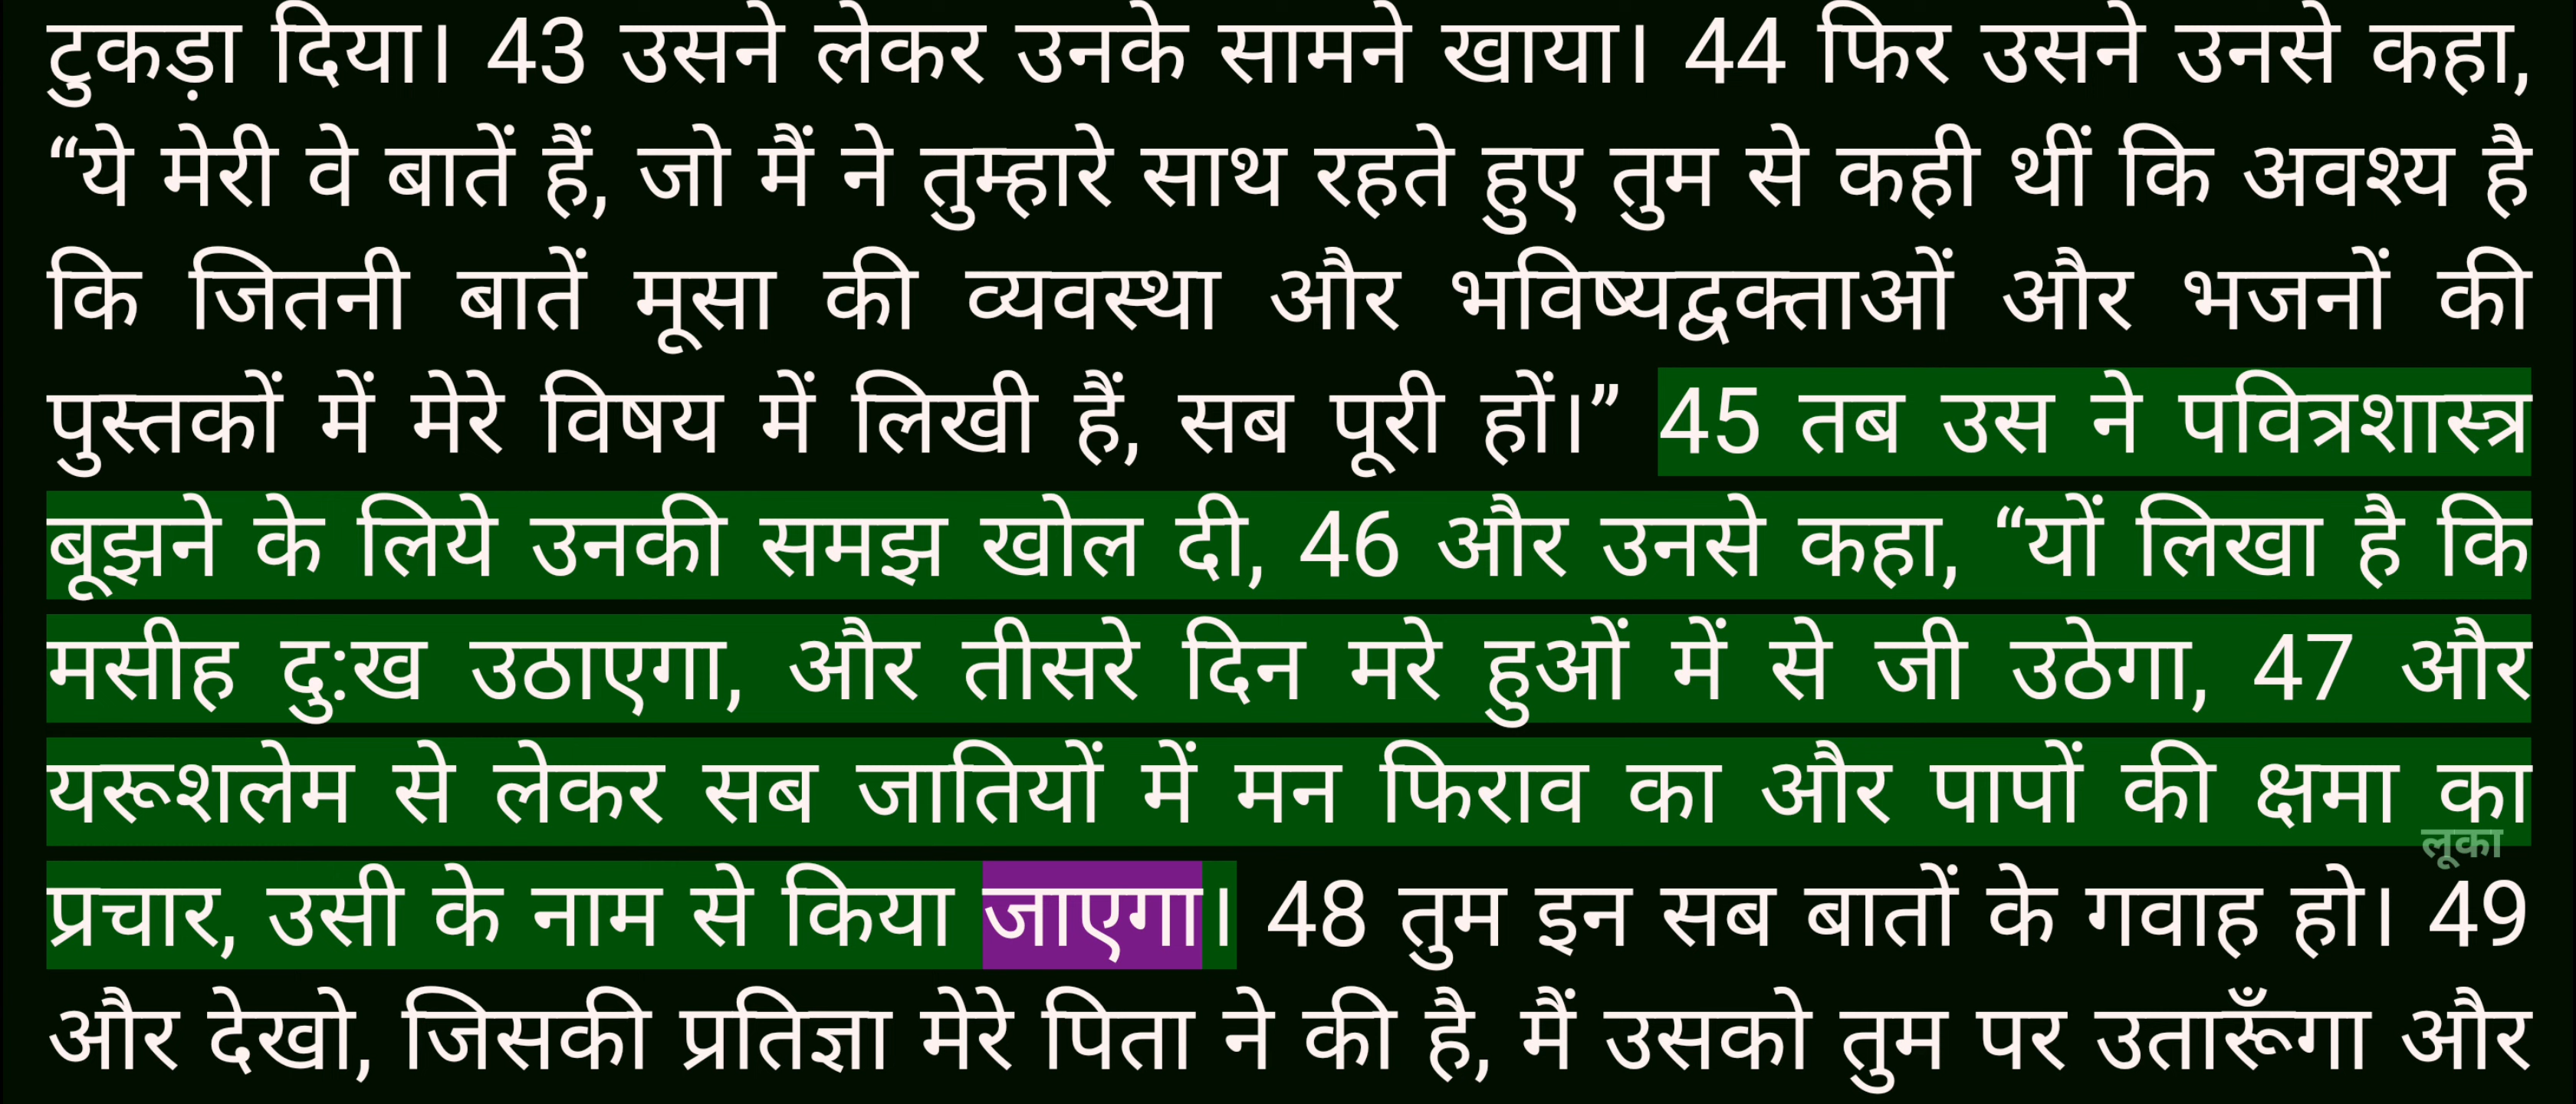 टुकड़ा दिया। 43 उसने लेकर उनके सामने खाया। 44 फिर उसने उनसे कहा,
“ये मेरी वे बातें हैं, जो मैं ने तुम्हारे साथ रहते हुए तुम से कही थीं कि अवश्य है
कि जितनी बातें मूसा की व्यवस्था और भविष्यद्वक्ताओं और भजनों की
पुस्तकों में मेरे विषय में लिखी हैं, सब पूरी हों।” 45 तब उस ने पवित्रशास्त्र
बूझने के लिये उनकी समझ खोल दी, 46 और उनसे कहा, “यों लिखा है कि
मसीह दु:ख उठाएगा, और तीसरे दिन मरे हुओं में से जी उठेगा, 47 और
यरूशलेम से लेकर सब जातियों में मन फिराव का और पापों की क्षमा का
लूका
प्रचार, उसी के नाम से किया जाएगा। 48 तुम इन सब बातों के गवाह हो। 49
और देखो, जिसकी प्रतिज्ञा मेरे पिता ने की है, मैं उसको तुम पर उतारूँगा और